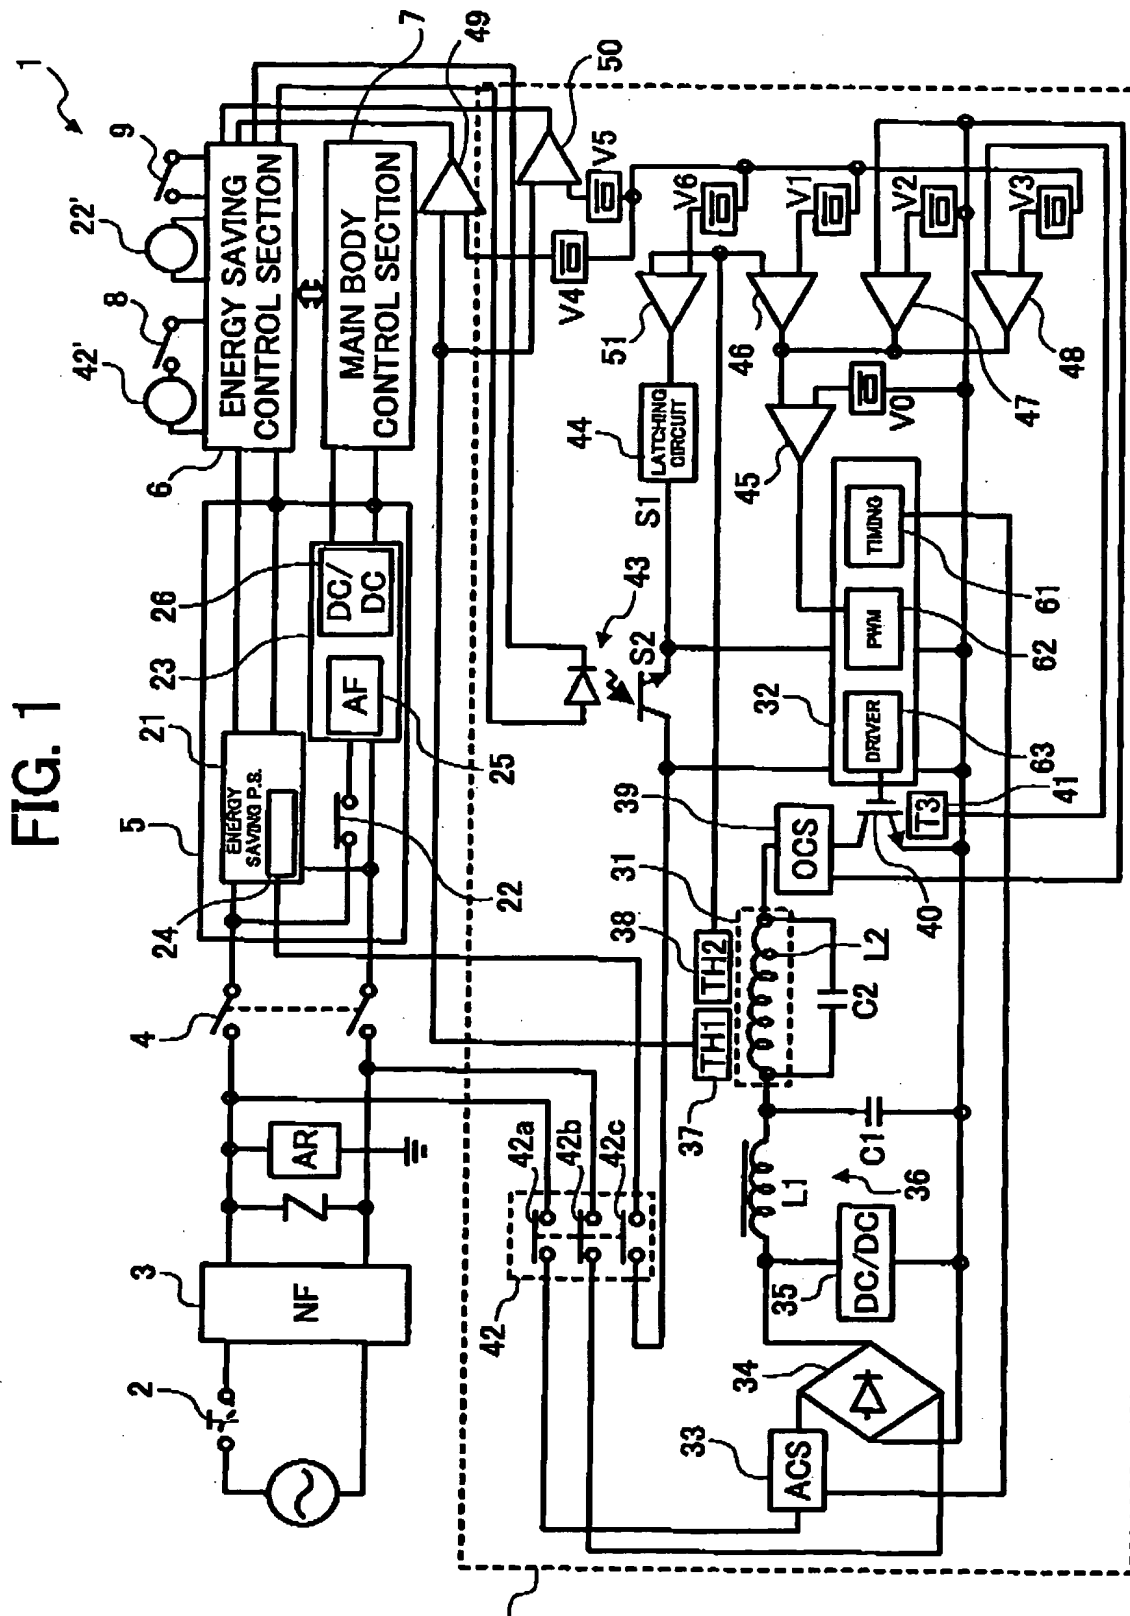 FIG. 1
1
2
3
NF
AR
4
5
21
ENERGY
SAVING P.S.
24
22
23
26
DC/
DC
AF
25
6
ENERGY SAVING
CONTROL SECTION
MAIN BODY
CONTROL SECTION
7
42'
8
22'
9
49
50
V5
V4
V6
V1
V2
V3
V0
51
46
47
48
45
44
LATCHING
CIRCUIT
S1
S2
43
32
DRIVER
PWM
TIMING
63
62
61
39
OCS
T3
41
40
31
38
TH2
TH1
37
L2
C2
L1
C1
36
35
DC/DC
34
33
ACS
42
42a
42b
42c